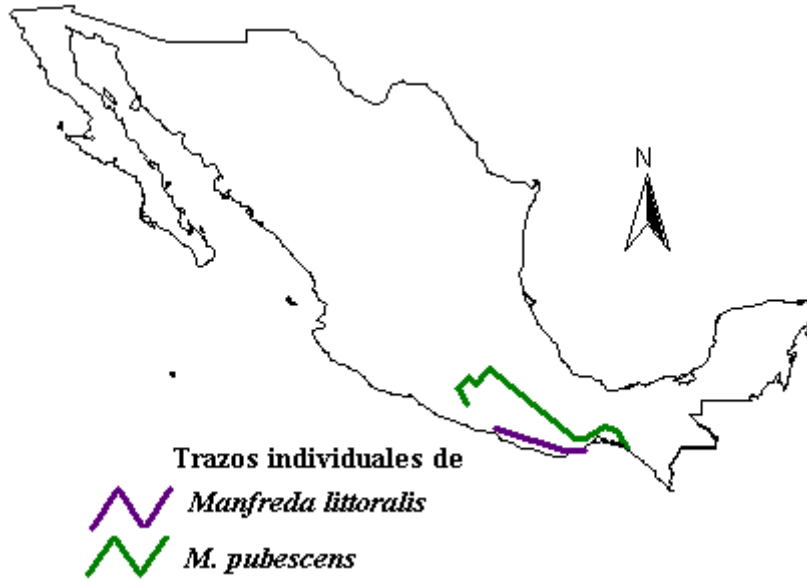 N
Trazos individuales de
Manfreda littoralis
M. pubescens